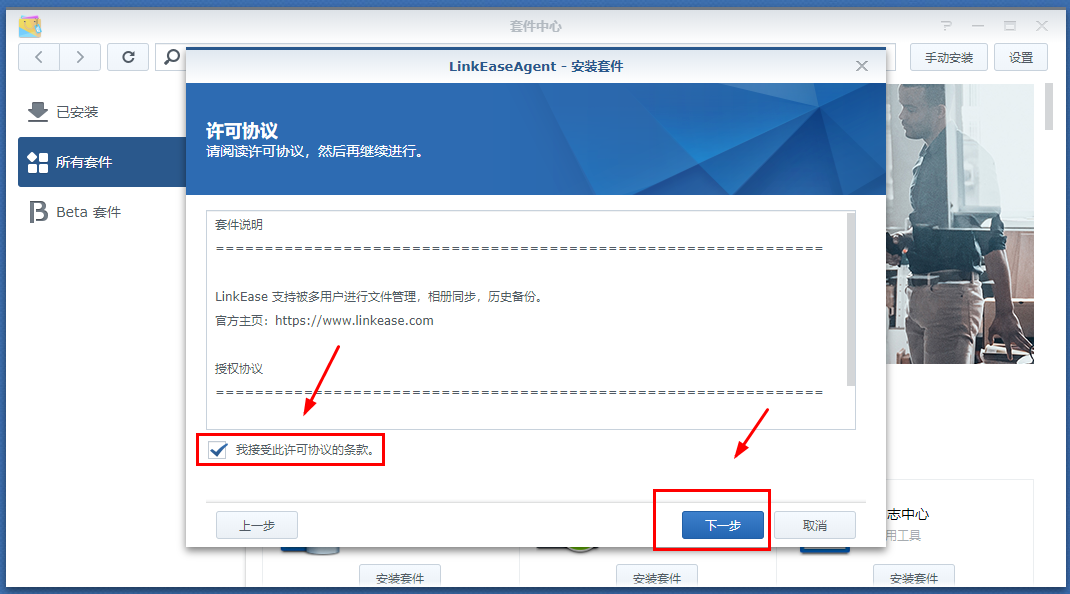 套件中心
手动安装
设置
已安装
所有套件
Beta 套件
LinkEaseAgent - 安装套件
许可协议
请阅读许可协议，然后再继续进行。
套件说明
==============================================================
LinkEase 支持被多用户进行文件管理，相册同步，历史备份。
官方主页：https://www.linkease.com
授权协议
==============================================================
我接受此许可协议的条款。
上一步
下一步
取消
志中心
用工具
安装套件
安装套件
安装套件